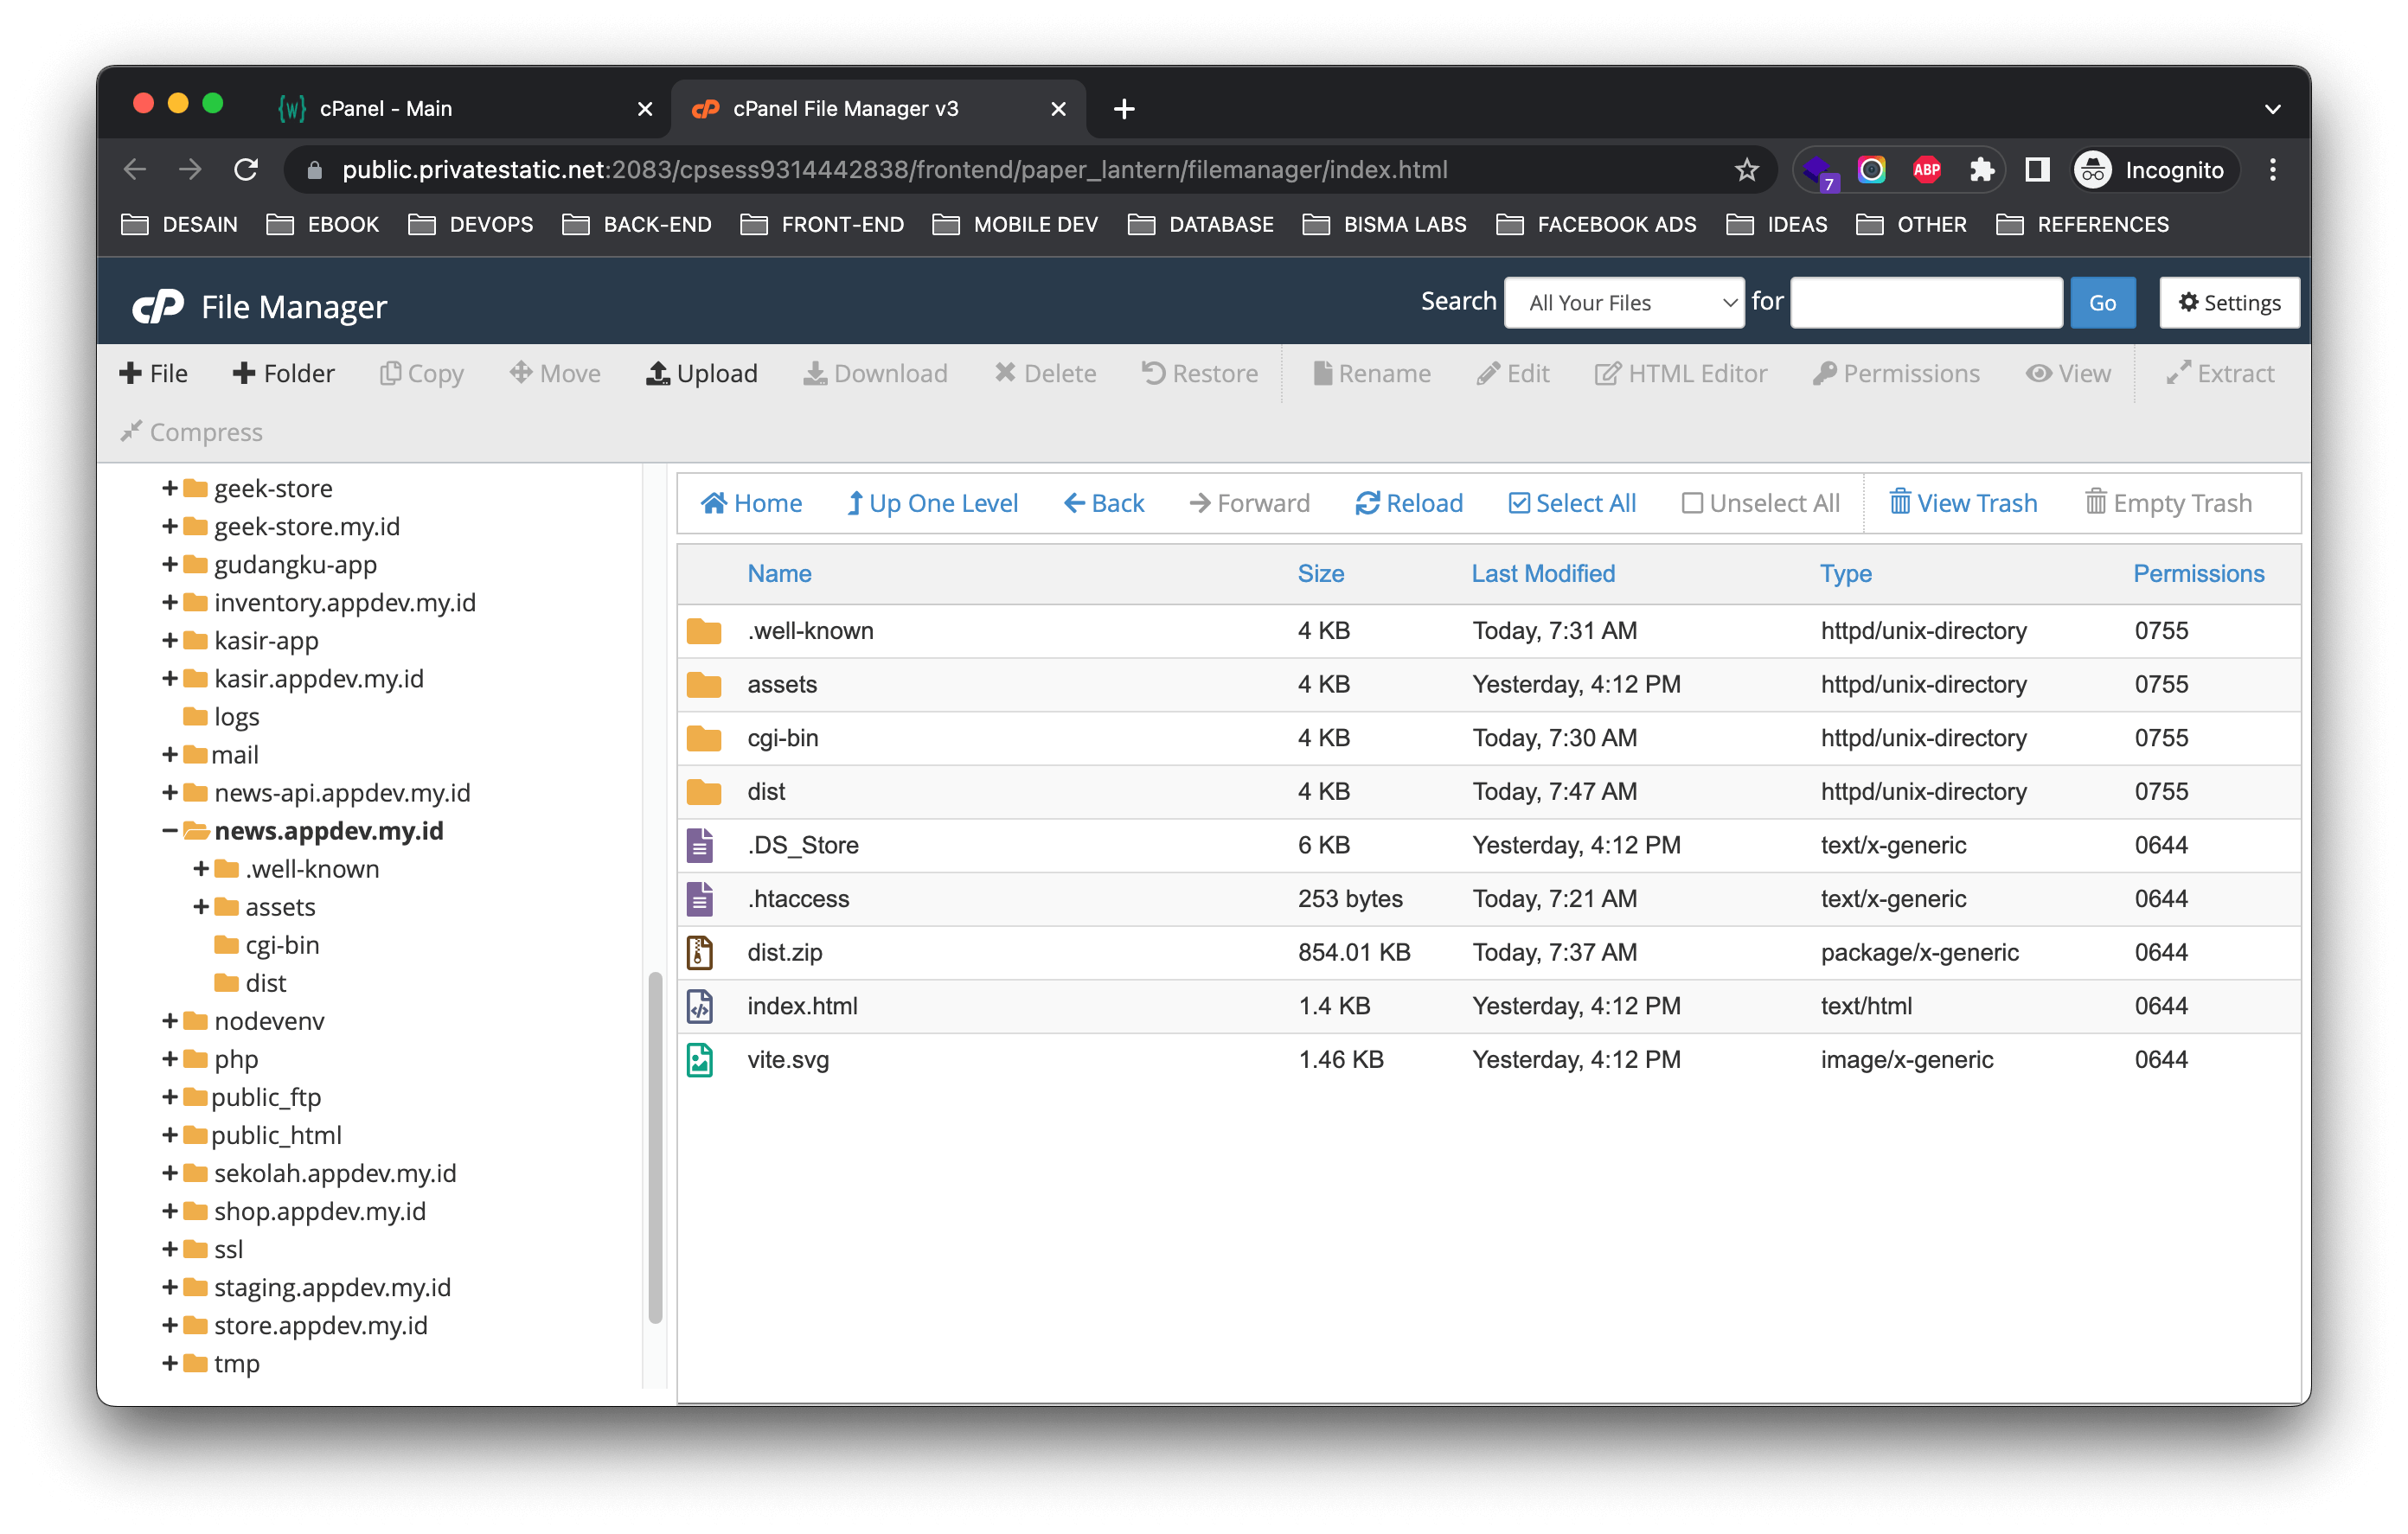 cPanel - Main
cPanel File Manager v3
public.privatestatic.net:2083/cpsess9314442838/frontend/paper_lantern/filemanager/index.html
7
ABP
Incognito
DESAIN EBOOK DEVOPS BACK-END FRONT-END MOBILE DEV DATABASE BISMA LABS FACEBOOK ADS IDEAS OTHER REFERENCES
cP File Manager
Search All Your Files for Go Settings
File Folder Copy Move Upload Download Delete Restore Rename Edit HTML Editor Permissions View Extract
Compress
geek-store
geek-store.my.id
gudangku-app
inventory.appdev.my.id
kasir-app
kasir.appdev.my.id
logs
mail
news-api.appdev.my.id
news.appdev.my.id
.well-known
assets
cgi-bin
dist
nodevenv
php
public_ftp
public_html
sekolah.appdev.my.id
shop.appdev.my.id
ssl
staging.appdev.my.id
store.appdev.my.id
tmp
Home Up One Level Back Forward Reload Select All Unselect All View Trash Empty Trash
Name Size Last Modified Type Permissions
.well-known 4 KB Today, 7:31 AM httpd/unix-directory 0755
assets 4 KB Yesterday, 4:12 PM httpd/unix-directory 0755
cgi-bin 4 KB Today, 7:30 AM httpd/unix-directory 0755
dist 4 KB Today, 7:47 AM httpd/unix-directory 0755
.DS_Store 6 KB Yesterday, 4:12 PM text/x-generic 0644
.htaccess 253 bytes Today, 7:21 AM text/x-generic 0644
dist.zip 854.01 KB Today, 7:37 AM package/x-generic 0644
index.html 1.4 KB Yesterday, 4:12 PM text/html 0644
vite.svg 1.46 KB Yesterday, 4:12 PM image/x-generic 0644